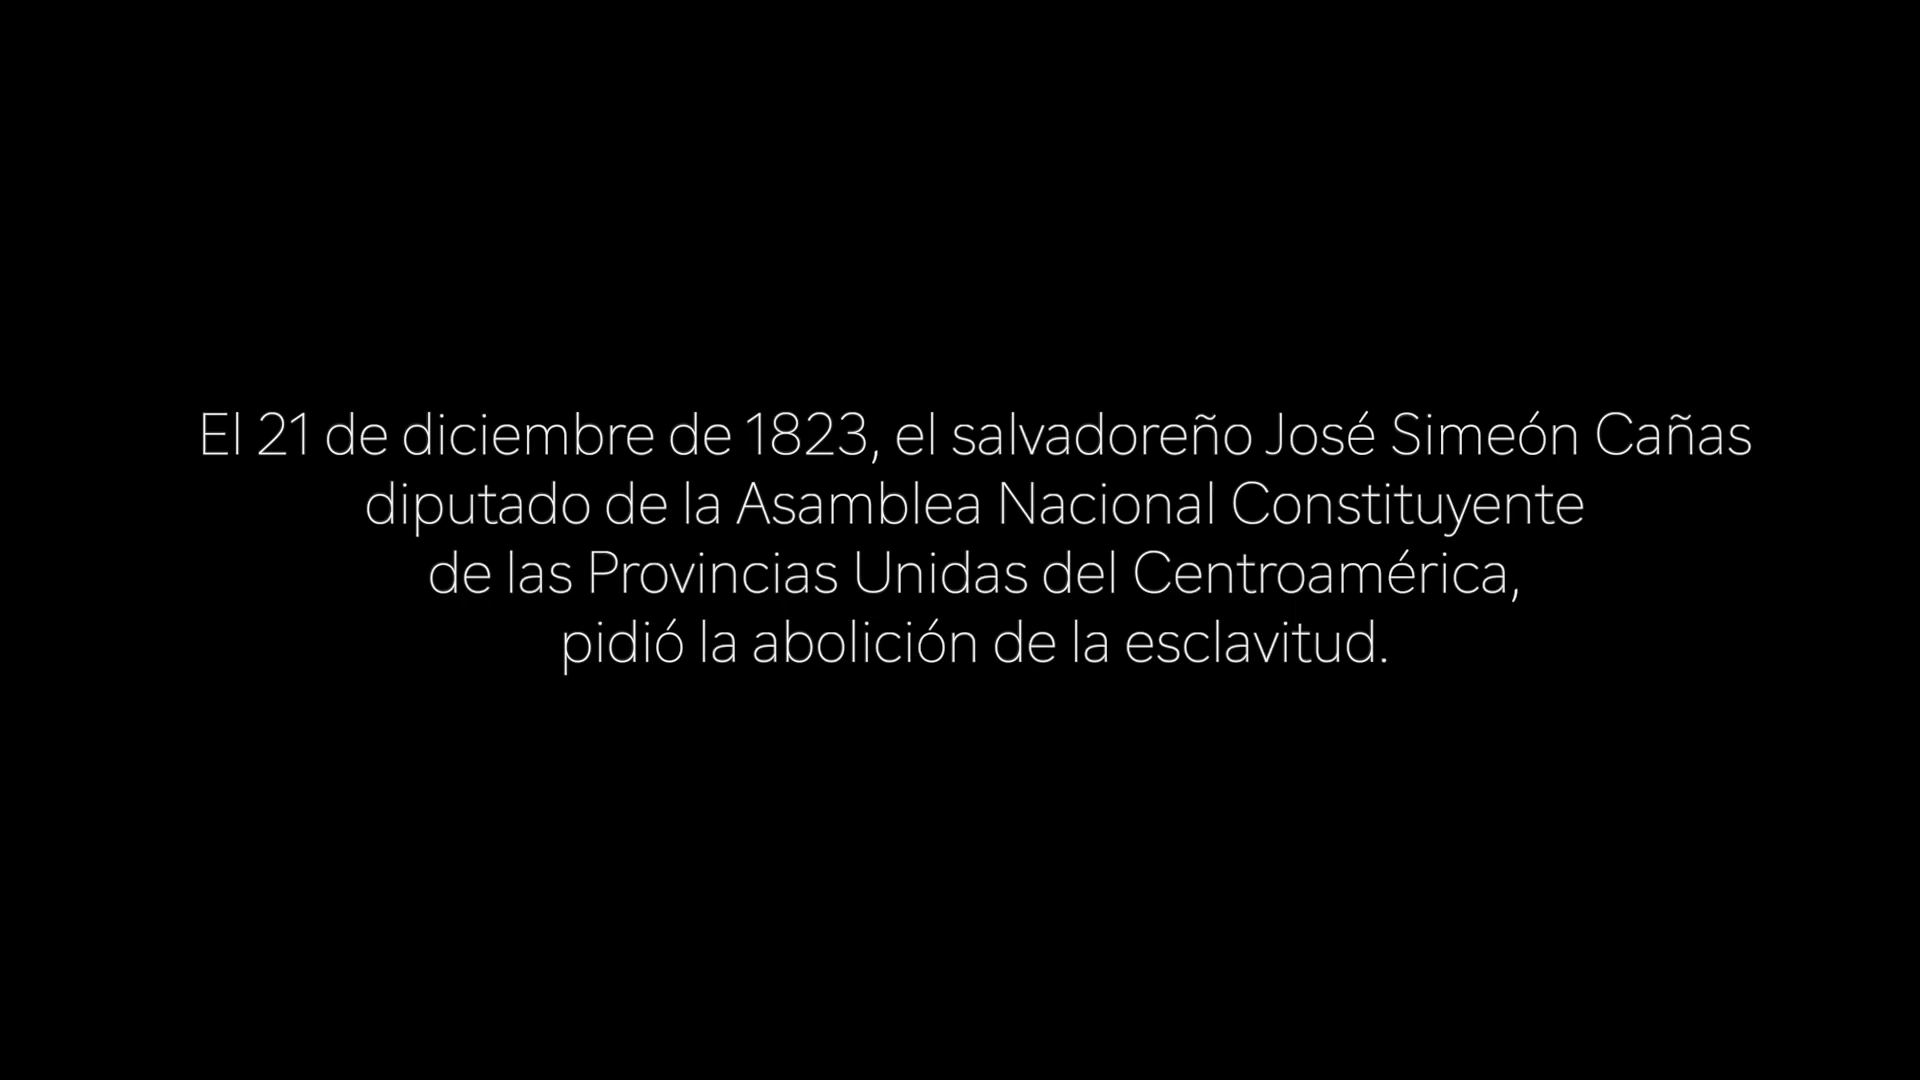 El 21 de diciembre de 1823, el salvadoreño José Simeón Cañas
diputado de la Asamblea Nacional Constituyente
de las Provincias Unidas del Centroamérica,
pidió la abolición de la esclavitud.